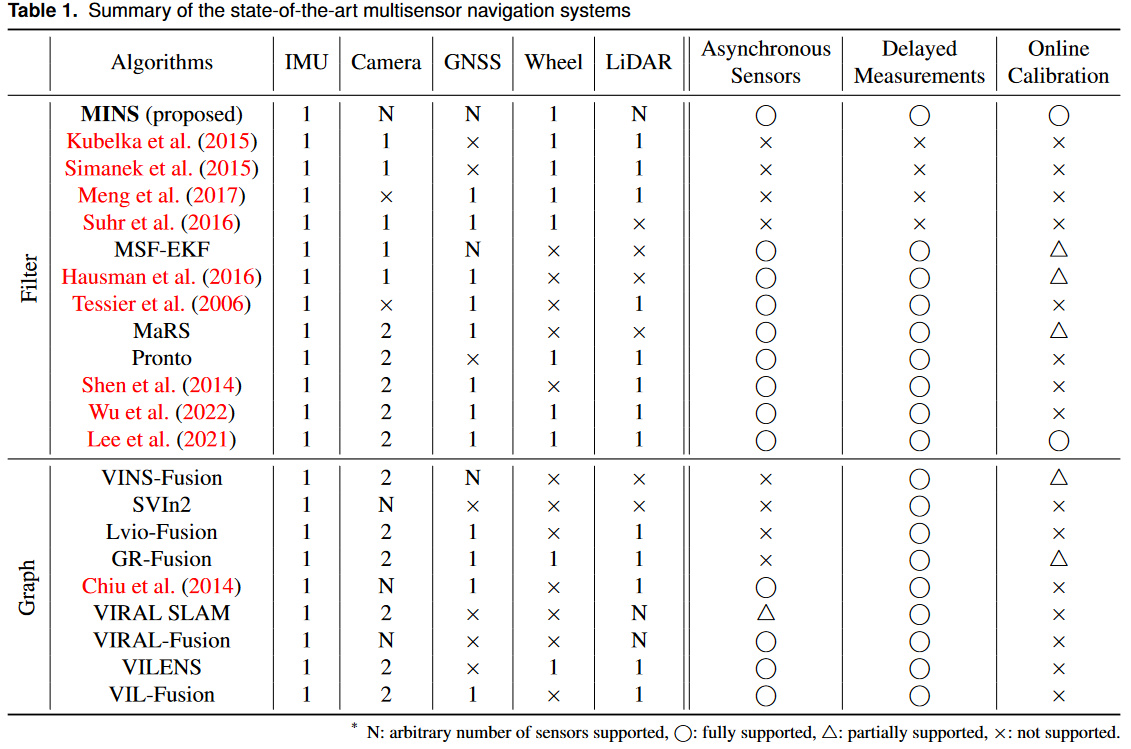 Table 1. Summary of the state-of-the-art multisensor navigation systems
Algorithms IMU Camera GNSS Wheel LiDAR Asynchronous Sensors Delayed Measurements Online Calibration
Filter
MINS (proposed) 1 N N 1 N ◯ ◯ ◯
Kubelka et al. (2015) 1 1 × 1 1 × × ×
Simanek et al. (2015) 1 1 × 1 1 × × ×
Meng et al. (2017) 1 × 1 1 1 × × ×
Suhr et al. (2016) 1 1 1 1 × × × ×
MSF-EKF 1 1 N × × ◯ ◯ △
Hausman et al. (2016) 1 1 1 × × ◯ ◯ △
Tessier et al. (2006) 1 × 1 × 1 ◯ ◯ ×
MaRS 1 2 1 × × ◯ ◯ △
Pronto 1 2 × 1 1 ◯ ◯ ×
Shen et al. (2014) 1 2 1 × 1 ◯ ◯ ×
Wu et al. (2022) 1 2 1 1 1 ◯ ◯ ×
Lee et al. (2021) 1 2 1 1 1 ◯ ◯ ◯
Graph
VINS-Fusion 1 2 N × × × ◯ △
SVIn2 1 N × × × × ◯ ×
Lvio-Fusion 1 2 1 × 1 × ◯ ×
GR-Fusion 1 2 1 1 1 × ◯ △
Chiu et al. (2014) 1 N 1 × 1 ◯ ◯ ×
VIRAL SLAM 1 2 × × N △ ◯ ×
VIRAL-Fusion 1 N × × N ◯ ◯ ×
VILENS 1 2 × 1 1 ◯ ◯ ×
VIL-Fusion 1 2 1 × 1 ◯ ◯ ×
* N: arbitrary number of sensors supported, ◯: fully supported, △: partially supported, ×: not supported.